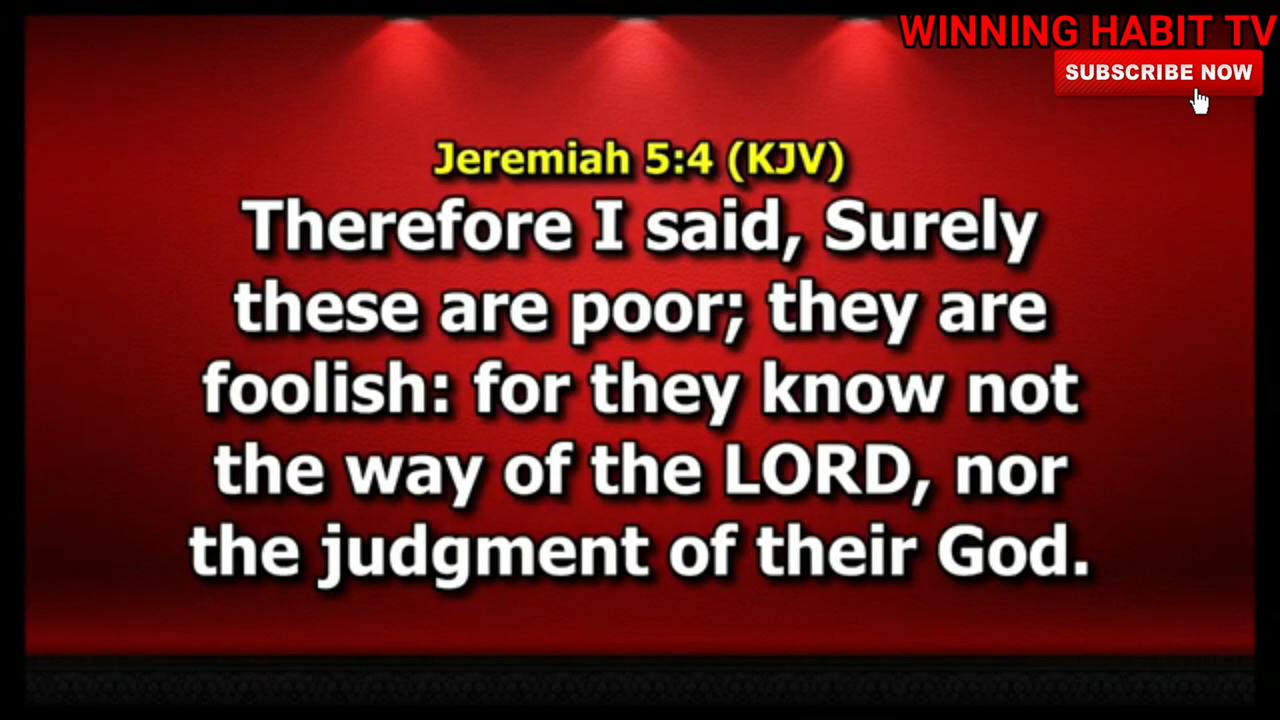 WINNING HABIT TV
SUBSCRIBE NOW
Jeremiah 5:4 (KJV)
Therefore I said, Surely
these are poor; they are
foolish: for they know not
the way of the LORD, nor
the judgment of their God.